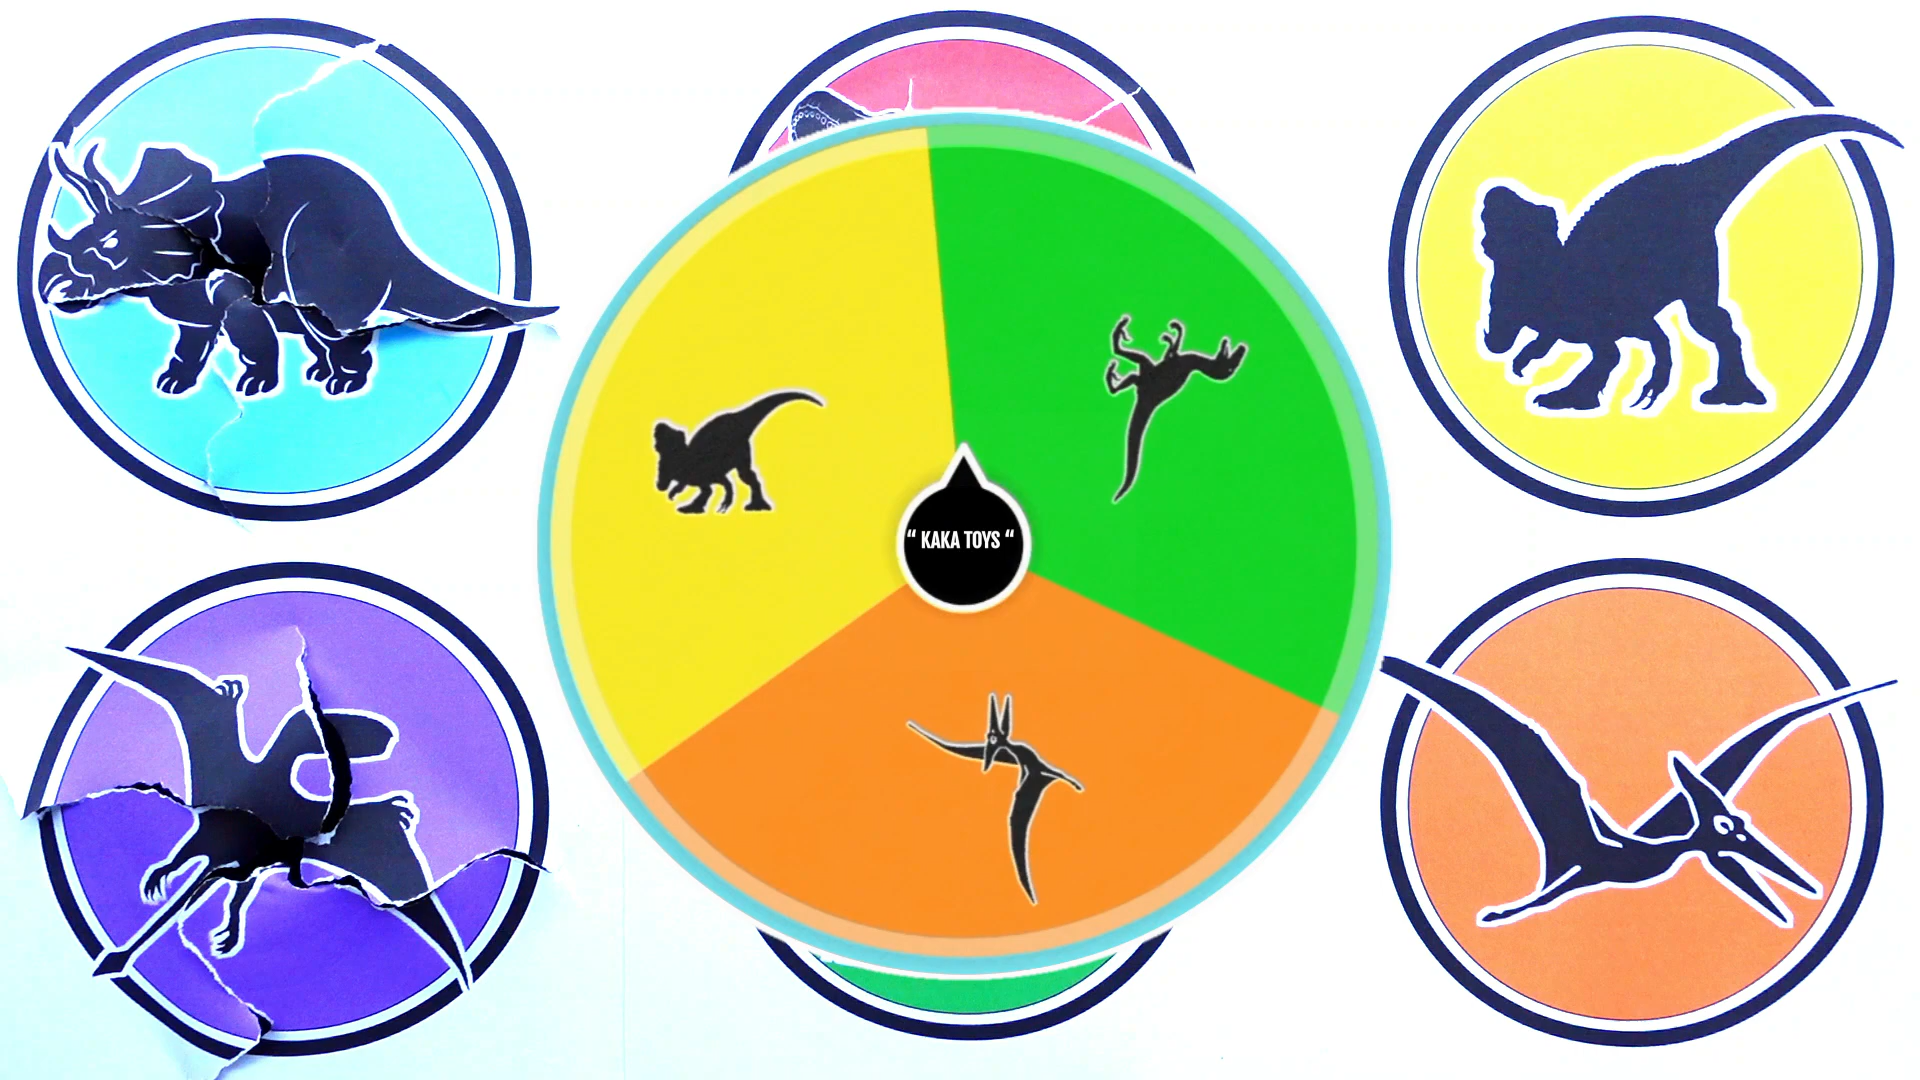 “ KAKA TOYS “